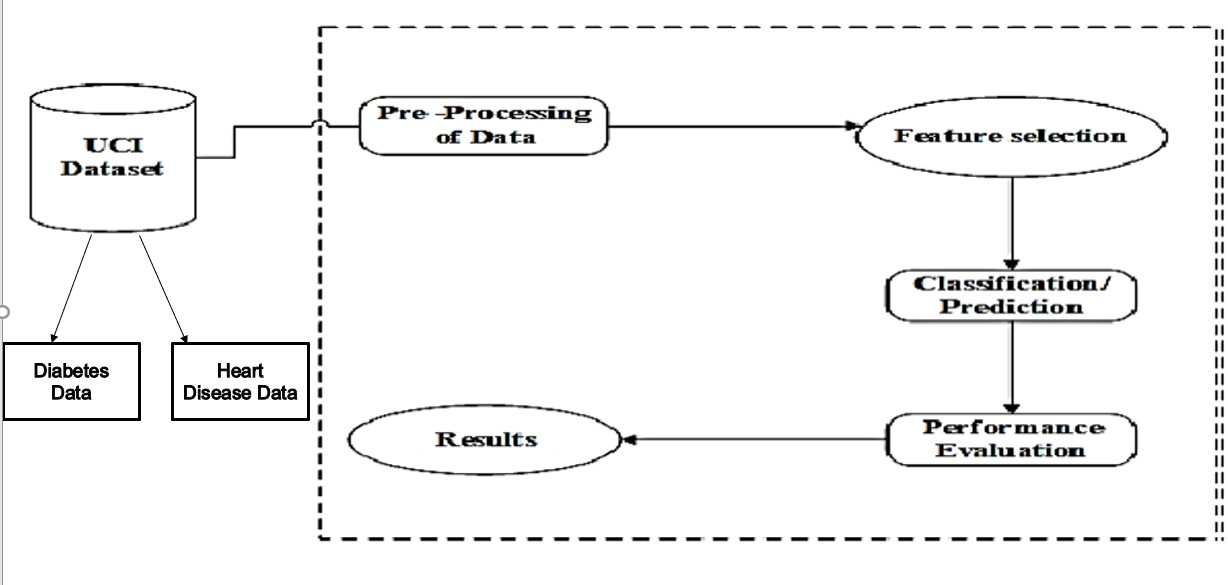 UCI
Dataset
Pre-Processing
of Data
Feature selection
Classification/
Prediction
Diabetes
Data
Heart
Disease Data
Results
Performance
Evaluation